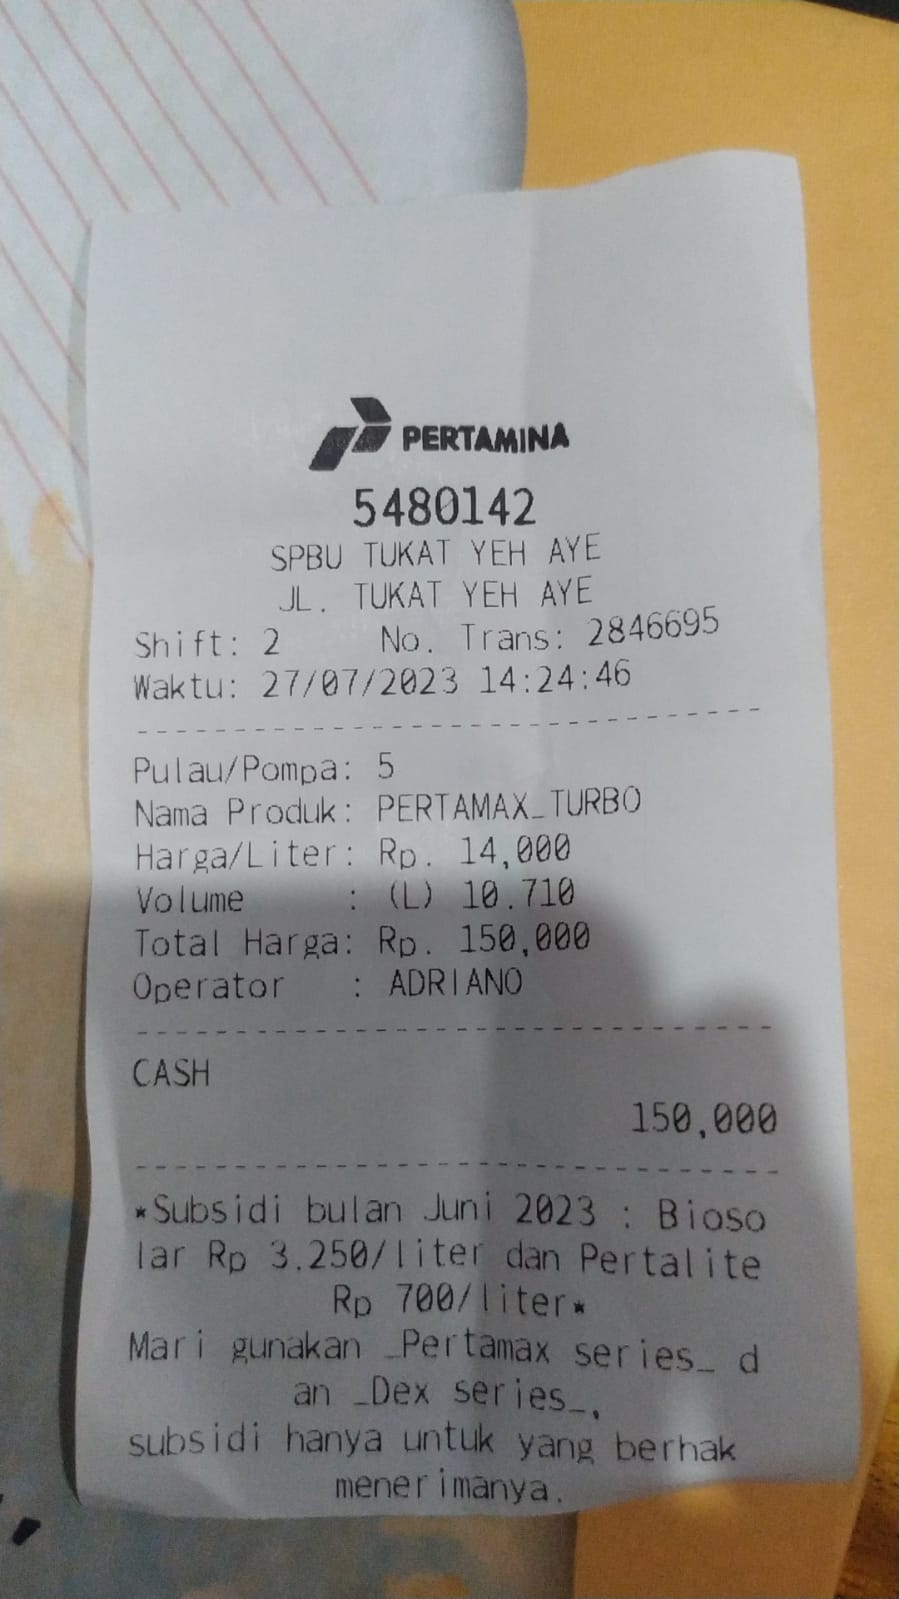 PERTAMINA
5480142
SPBU TUKAT YEH AYE
JL. TUKAT YEH AYE
Shift: 2 No. Trans: 2846695
Waktu: 27/07/2023 14:24:46
Pulau/Pompa: 5
Nama Produk: PERTAMAX_TURBO
Harga/Liter: Rp. 14,000
Volume : (L) 10.710
Total Harga: Rp. 150,000
Operator : ADRIANO
CASH
150,000
*Subsidi bulan Juni 2023 : Bioso
lar Rp 3.250/liter dan Pertalite
Rp 700/liter*
Mari gunakan _Pertamax series_ d
an _Dex series_,
subsidi hanya untuk yang berhak
menerimanya.